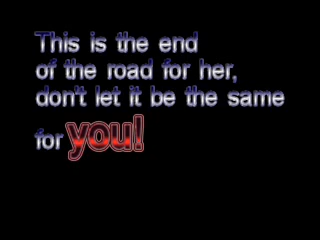 This is the end
of the road for her,
don't let it be the same
for you!